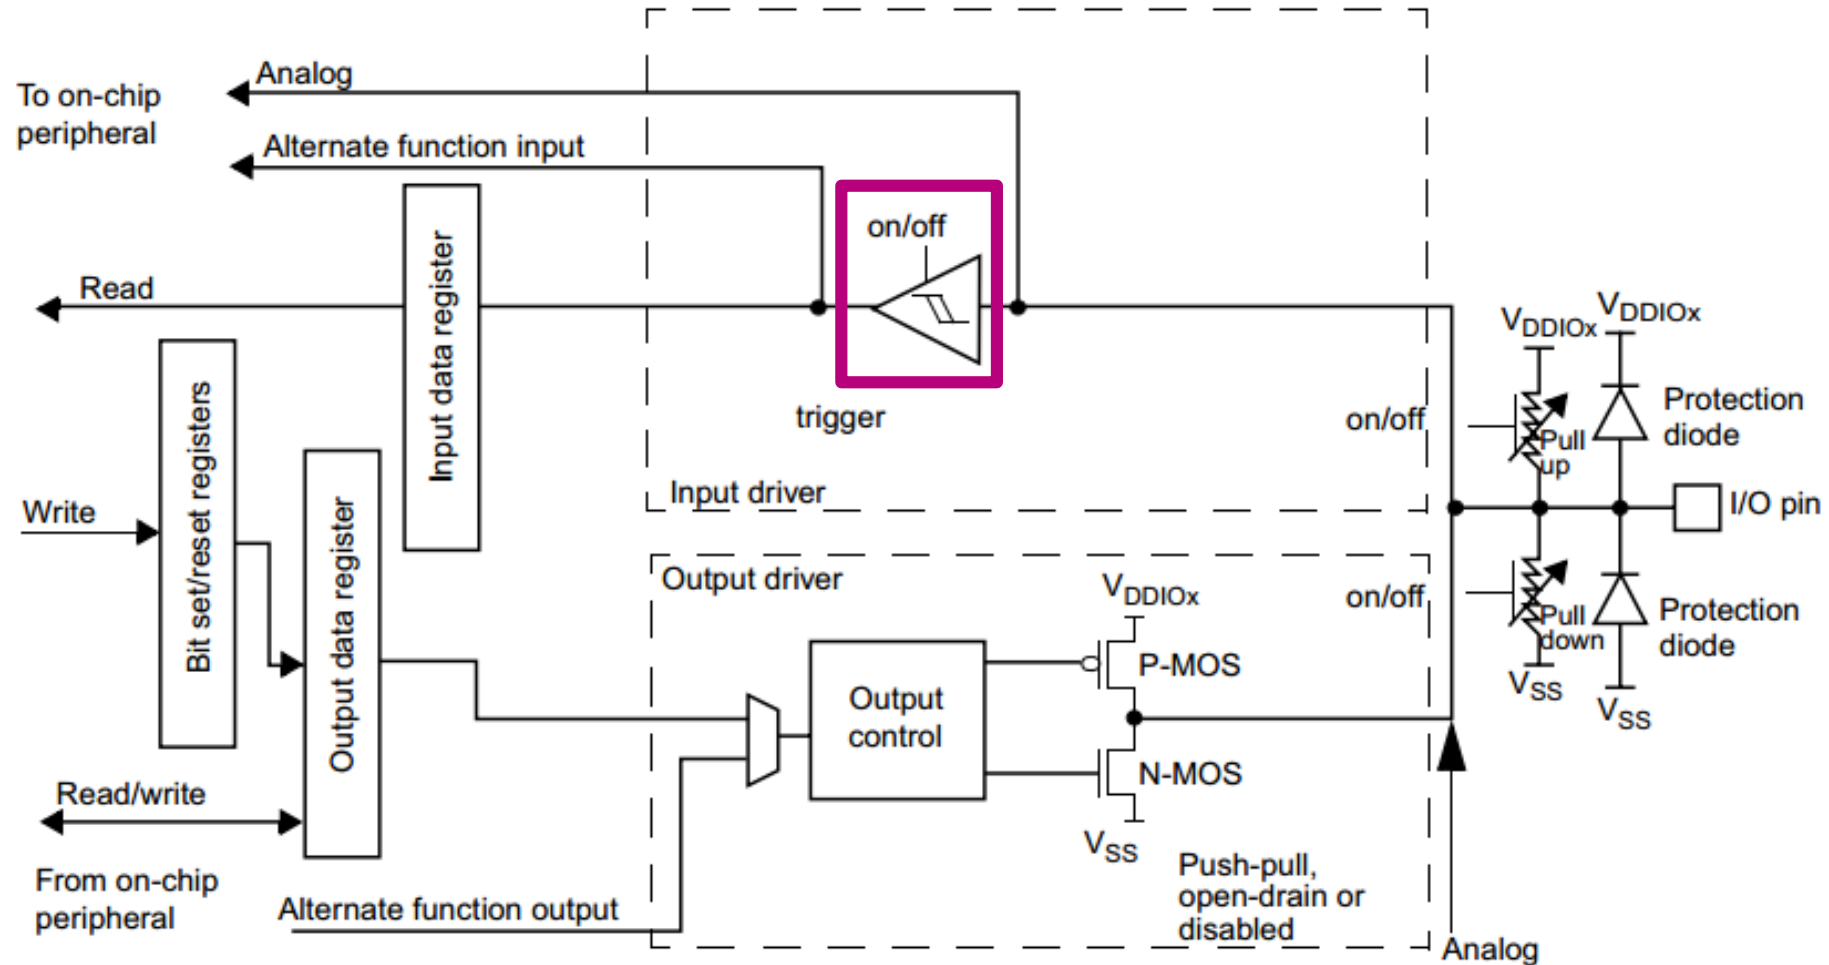 To on-chip
peripheral
Analog
Alternate function input
on/off
Read
Input data register
trigger
Input driver
Bit set/reset registers
Write
Output data register
Read/write
From on-chip
peripheral
Alternate function output
Output driver
Output
control
VDDIOx
P-MOS
N-MOS
VSS
Push-pull,
open-drain or
disabled
Analog
on/off
on/off
VDDIOx
VDDIOx
Pull
up
Protection
diode
I/O pin
Pull
down
Protection
diode
VSS
VSS